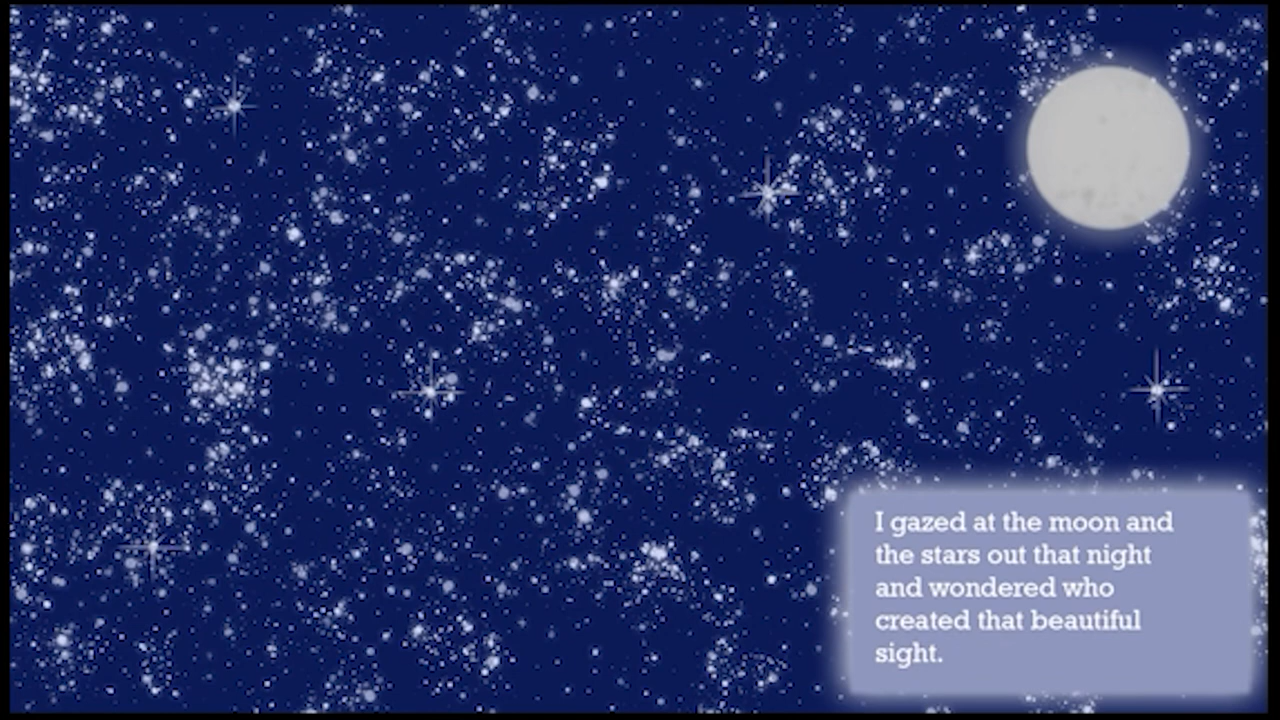 I gazed at the moon and
the stars out that night
and wondered who
created that beautiful
sight.